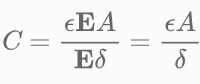 $C = \frac{\epsilon \mathbf{E} A}{\mathbf{E} \delta} = \frac{\epsilon A}{\delta}$